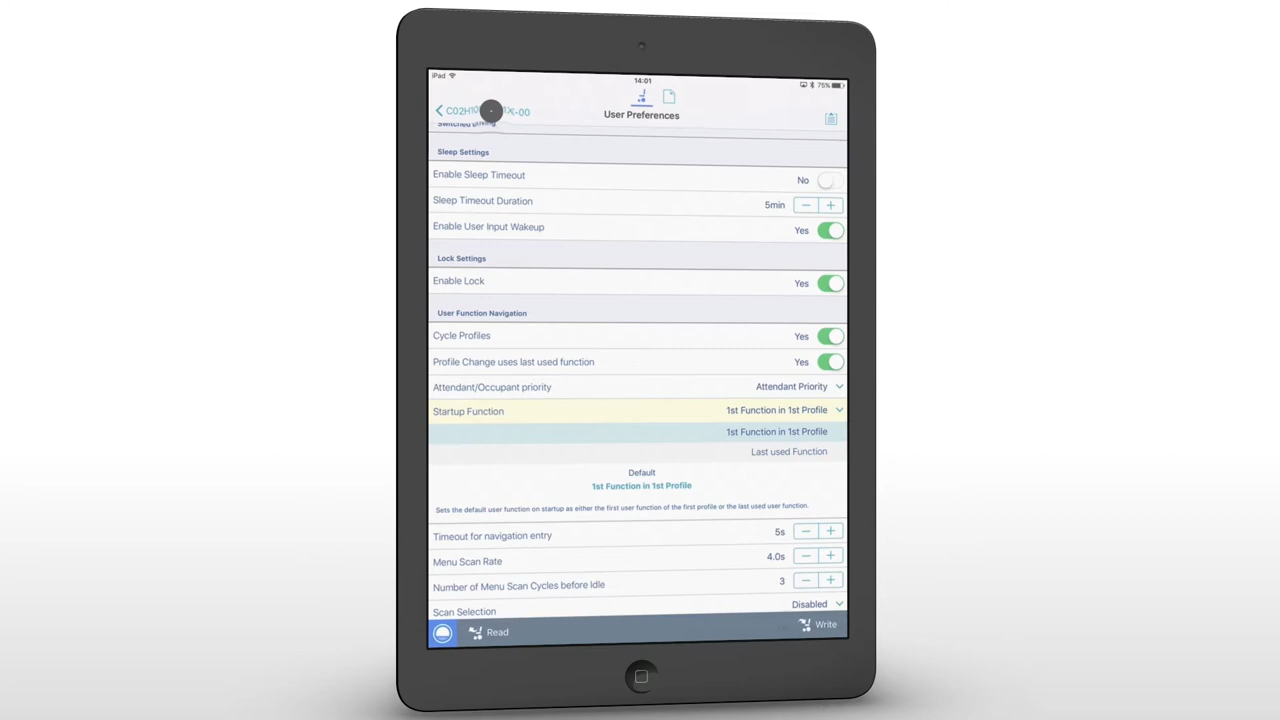 iPad
14:01
75%
User Preferences
Switched Driving
Sleep Settings
Enable Sleep Timeout No
Sleep Timeout Duration 5min
Enable User Input Wakeup Yes
Lock Settings
Enable Lock Yes
User Function Navigation
Cycle Profiles Yes
Profile Change uses last used function Yes
Attendant/Occupant priority Attendant Priority
Startup Function 1st Function in 1st Profile
1st Function in 1st Profile
Last used Function
Default
1st Function in 1st Profile
Sets the default user function on startup as either the first user function of the first profile or the last used user function.
Timeout for navigation entry 5s
Menu Scan Rate 4.0s
Number of Menu Scan Cycles before Idle 3
Scan Selection Disabled
Read
Write